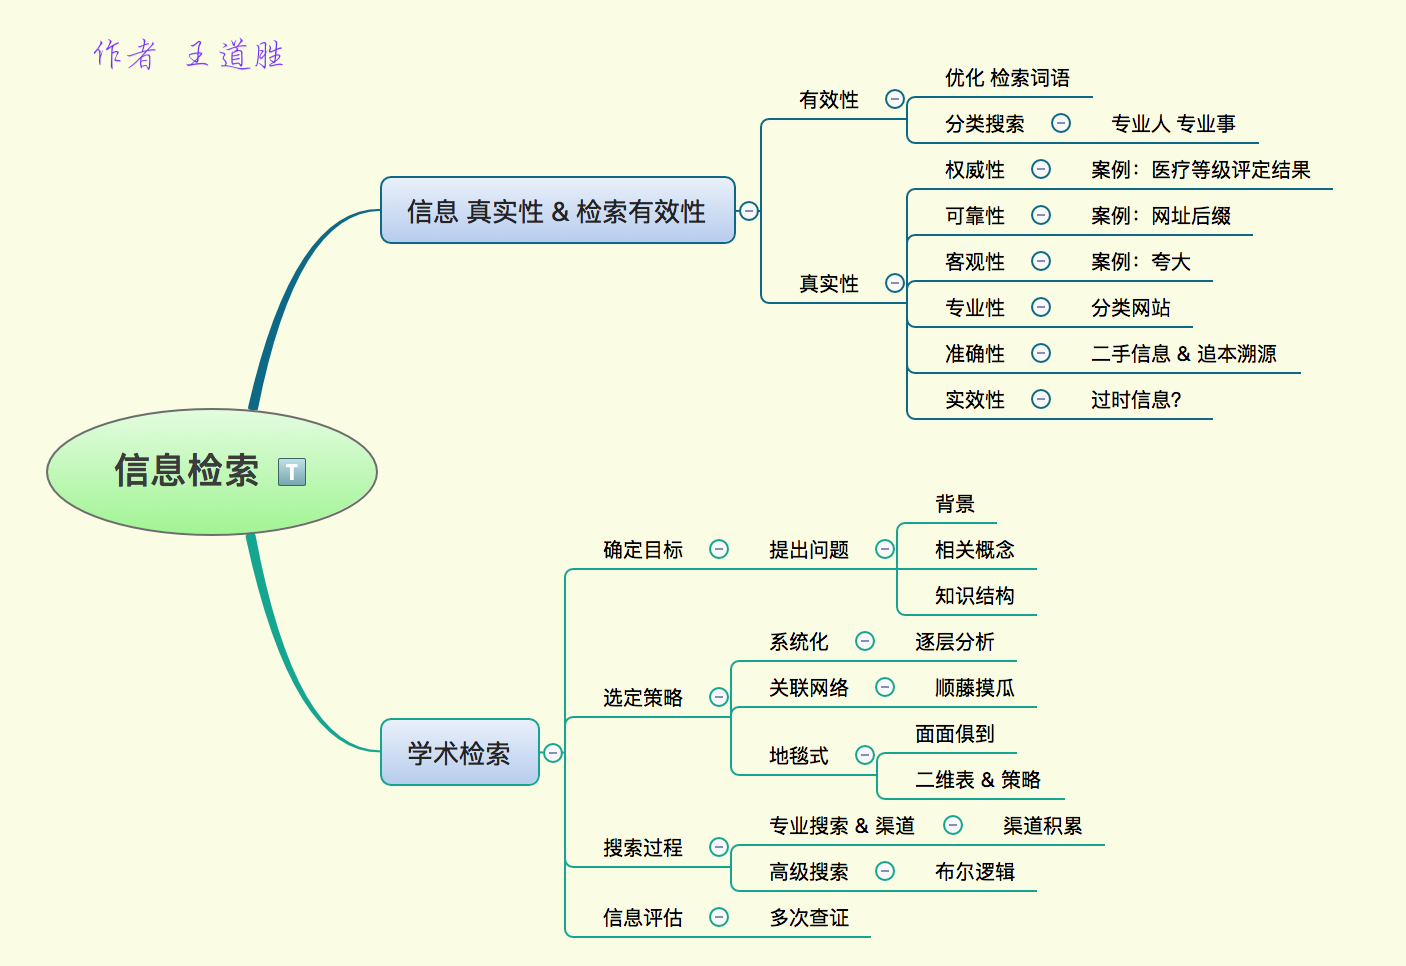 作者 王道胜
信息检索 T
信息 真实性 & 检索有效性
有效性
优化 检索词语
分类搜索
专业人 专业事
真实性
权威性
案例：医疗等级评定结果
可靠性
案例：网址后缀
客观性
案例：夸大
专业性
分类网站
准确性
二手信息 & 追本溯源
实效性
过时信息？
学术检索
确定目标
提出问题
背景
相关概念
知识结构
选定策略
系统化
逐层分析
关联网络
顺藤摸瓜
地毯式
面面俱到
二维表 & 策略
搜索过程
专业搜索 & 渠道
渠道积累
高级搜索
布尔逻辑
信息评估
多次查证